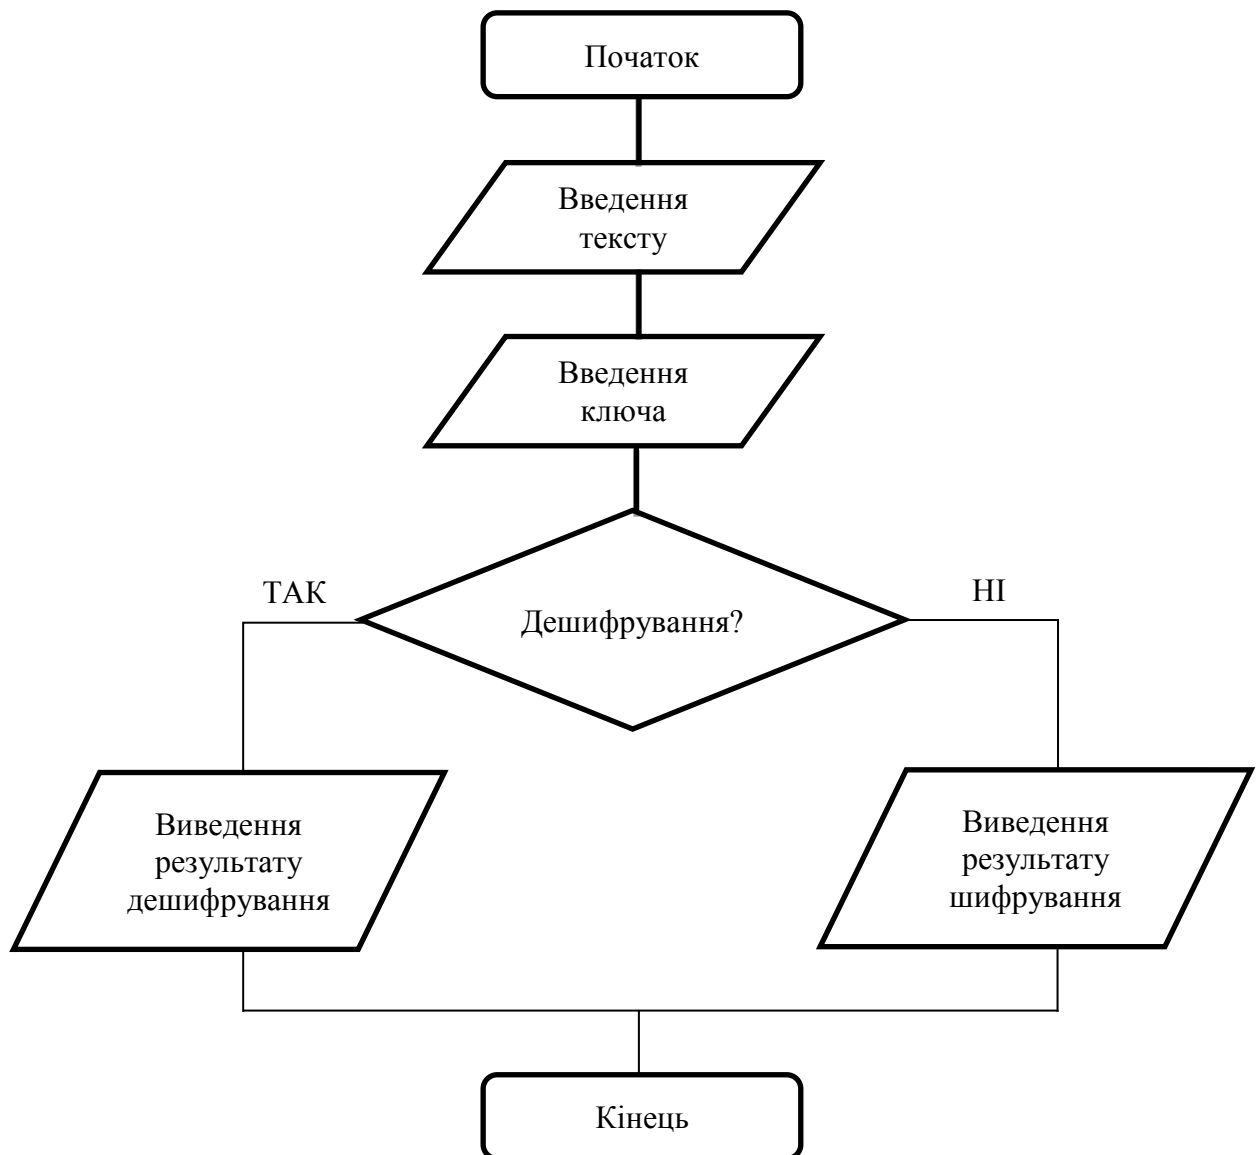 Початок
Введення
тексту
Введення
ключа
ТАК
НІ
Дешифрування?
Виведення
результату
дешифрування
Виведення
результату
шифрування
Кінець